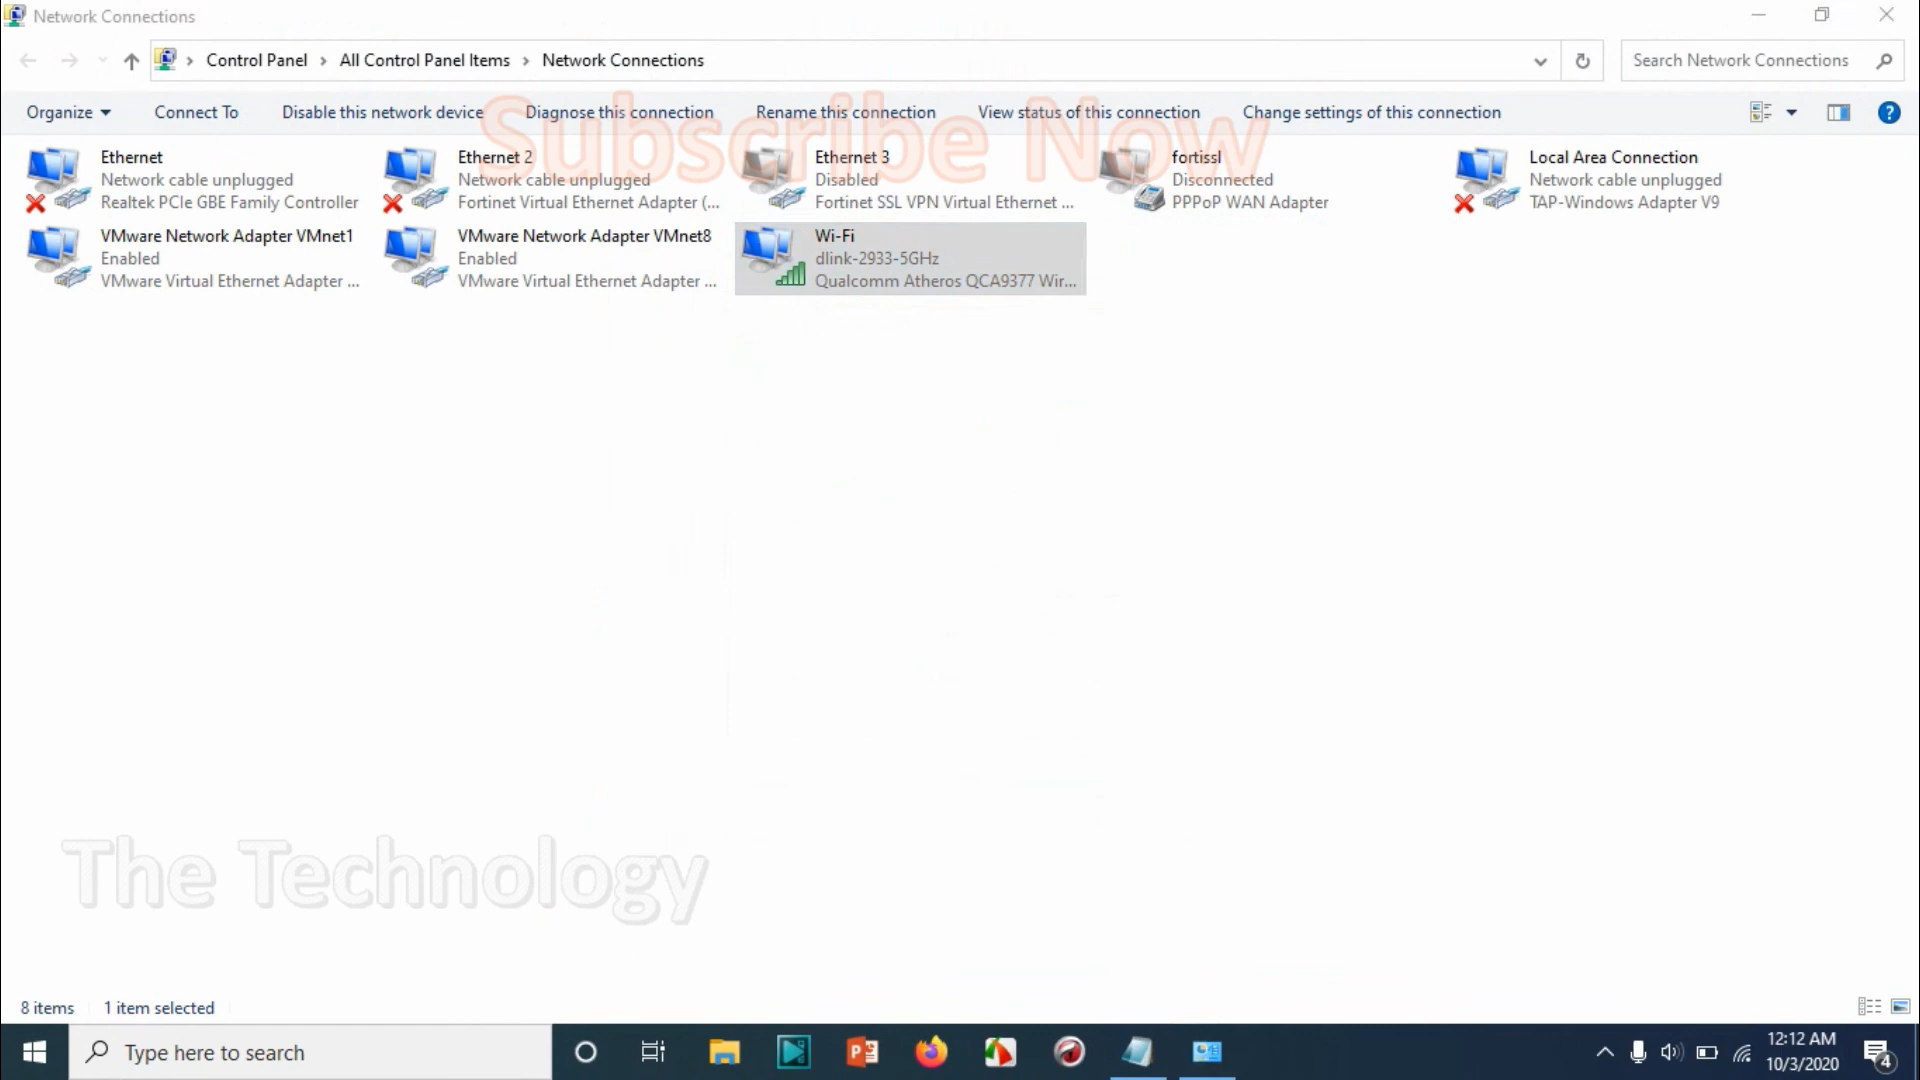 Network Connections
Control Panel > All Control Panel Items > Network Connections
Search Network Connections
Organize Connect To Disable this network device Diagnose this connection Rename this connection View status of this connection Change settings of this connection
Subscribe Now
Ethernet
Network cable unplugged
Realtek PCIe GBE Family Controller
Ethernet 2
Network cable unplugged
Fortinet Virtual Ethernet Adapter (...
Ethernet 3
Disabled
Fortinet SSL VPN Virtual Ethernet ...
fortissl
Disconnected
PPPoP WAN Adapter
Local Area Connection
Network cable unplugged
TAP-Windows Adapter V9
VMware Network Adapter VMnet1
Enabled
VMware Virtual Ethernet Adapter ...
VMware Network Adapter VMnet8
Enabled
VMware Virtual Ethernet Adapter ...
Wi-Fi
dlink-2933-5GHz
Qualcomm Atheros QCA9377 Wir...
The Technology
8 items 1 item selected
Type here to search
12:12 AM
10/3/2020
4